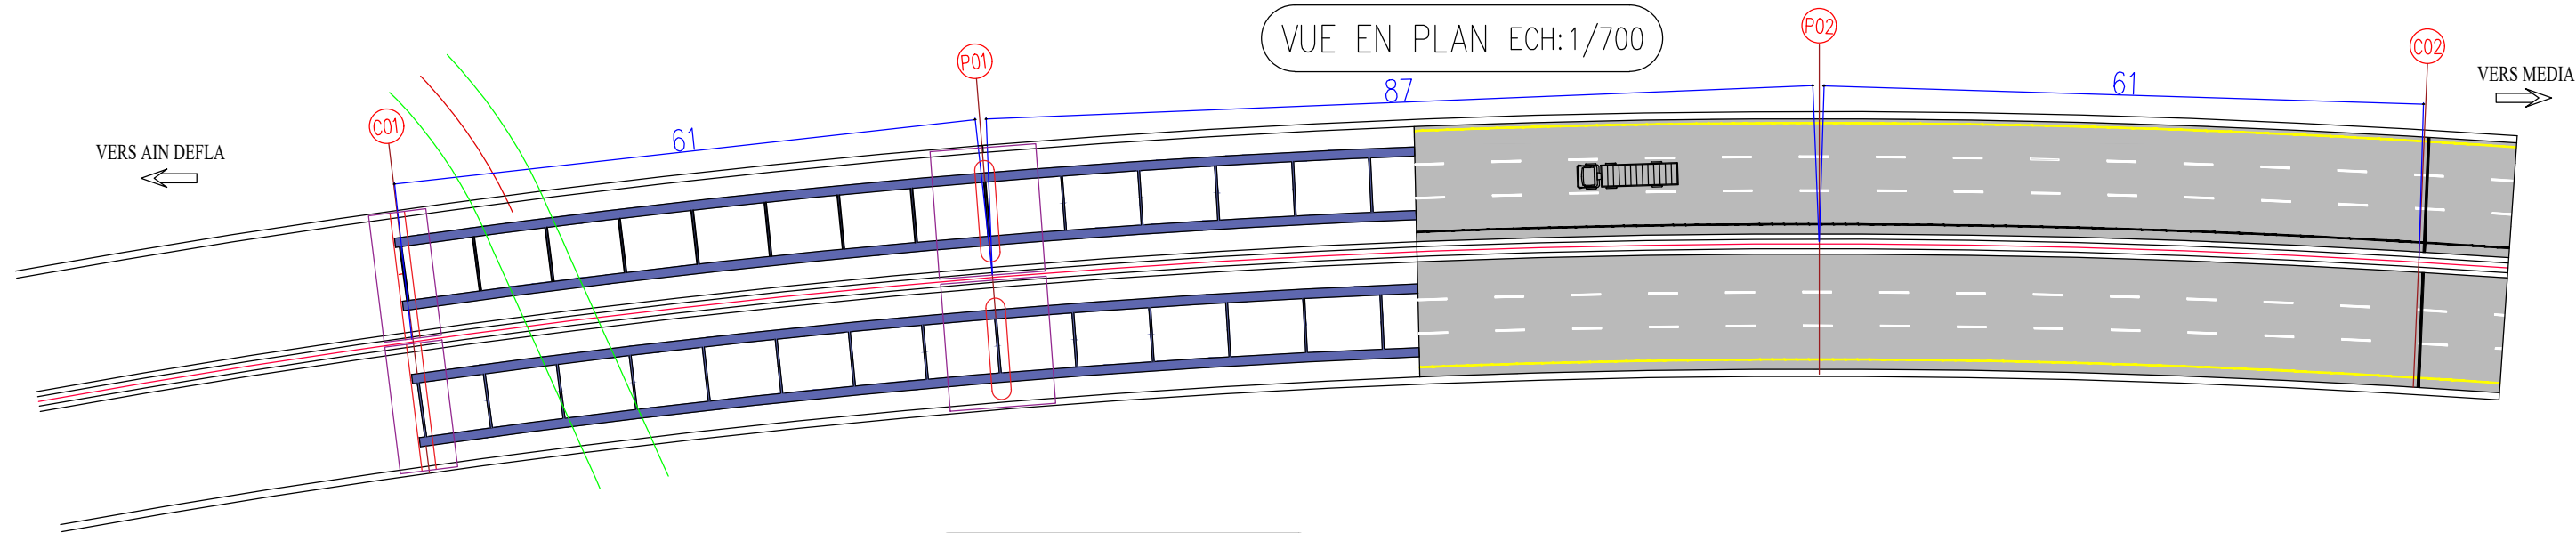 VUE EN PLAN ECH:1/700
P02
C02
P01
VERS MEDIA
87
61
C01
61
VERS AIN DEFLA